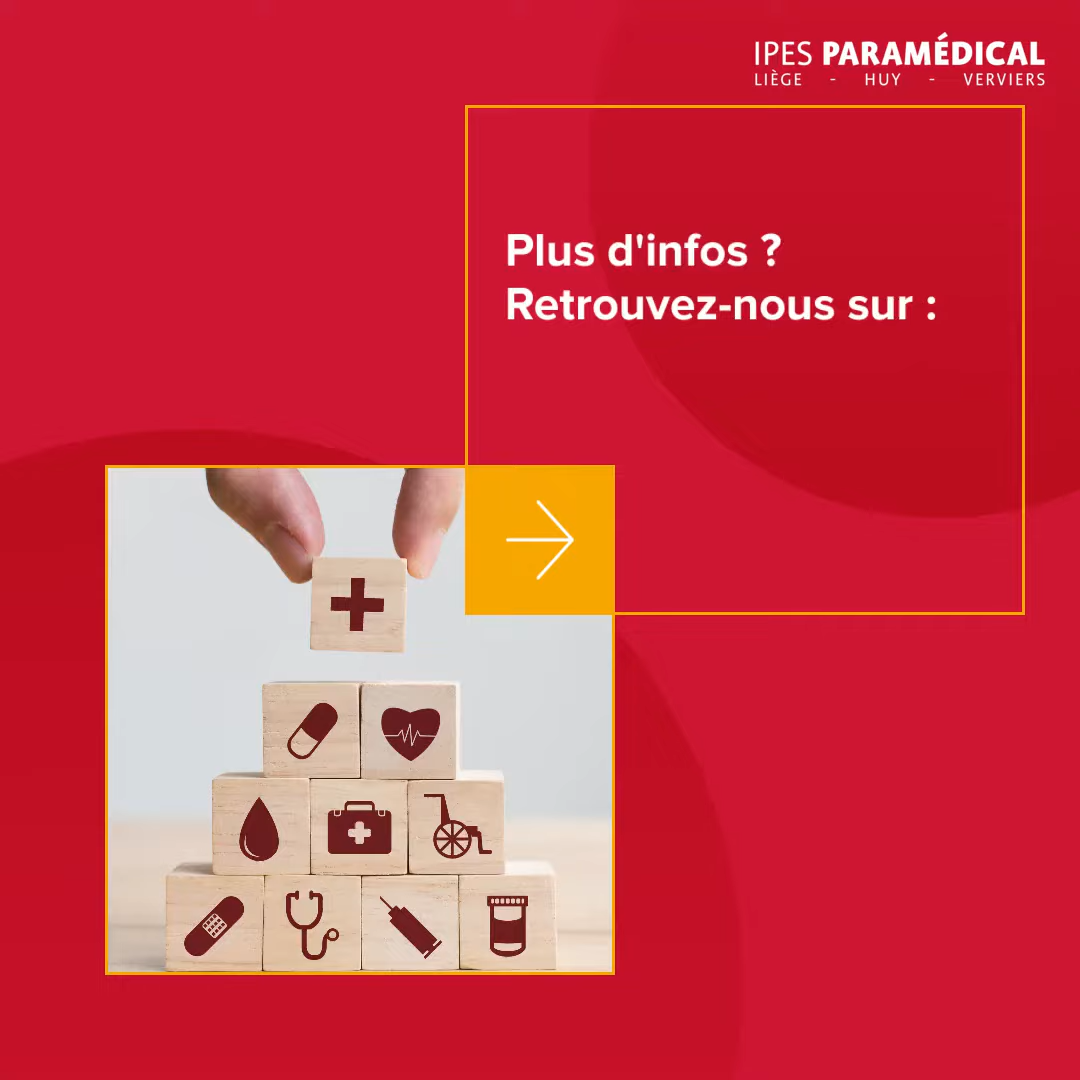 IPES PARAMÉDICAL
LIÈGE - HUY - VERVIERS
Plus d'infos ?
Retrouvez-nous sur :